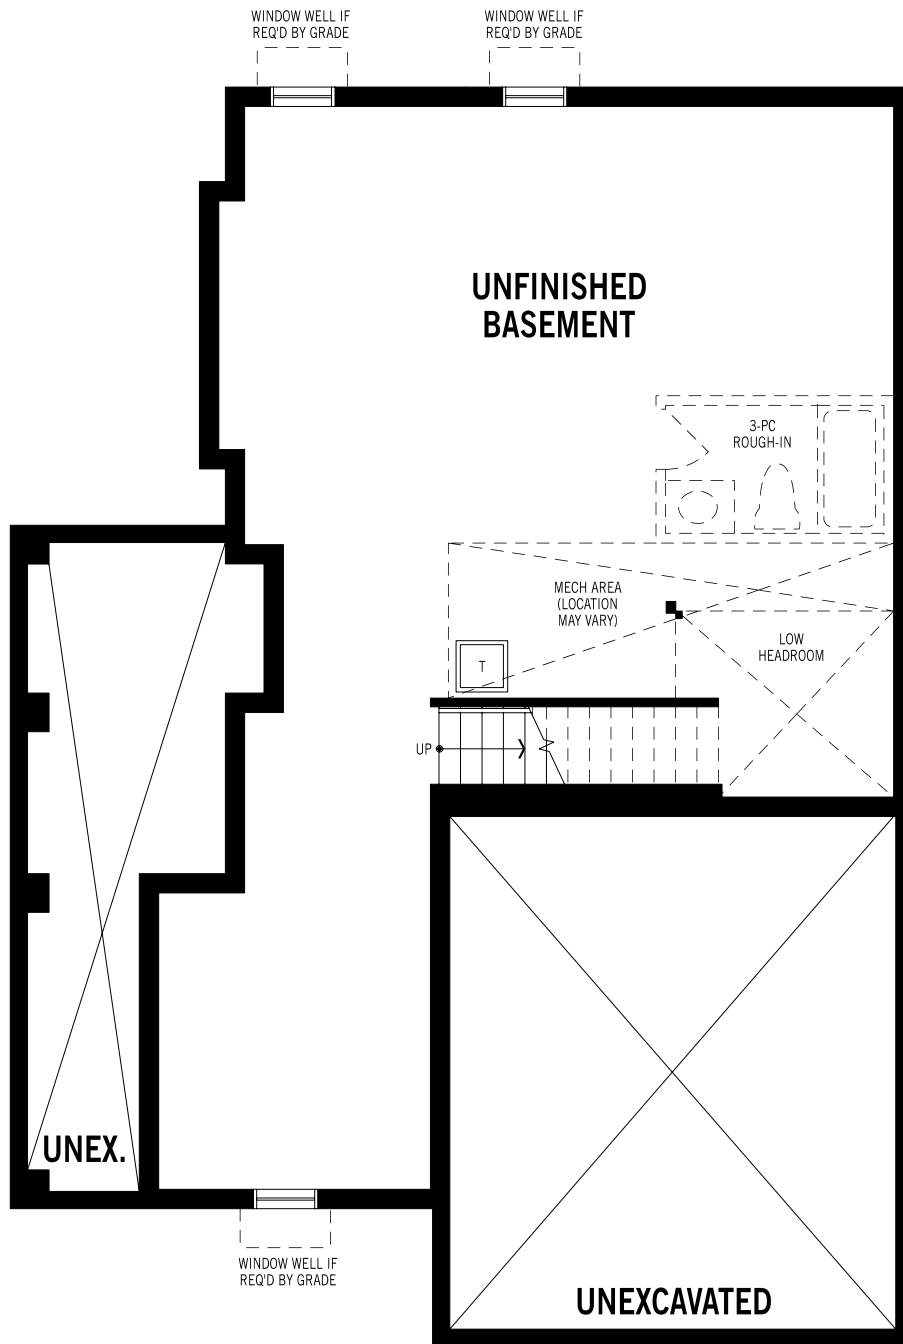 WINDOW WELL IF
REQ'D BY GRADE
WINDOW WELL IF
REQ'D BY GRADE
UNFINISHED
BASEMENT
3-PC
ROUGH-IN
MECH AREA
(LOCATION
MAY VARY)
LOW
HEADROOM
T
UP
UNEX.
WINDOW WELL IF
REQ'D BY GRADE
UNEXCAVATED